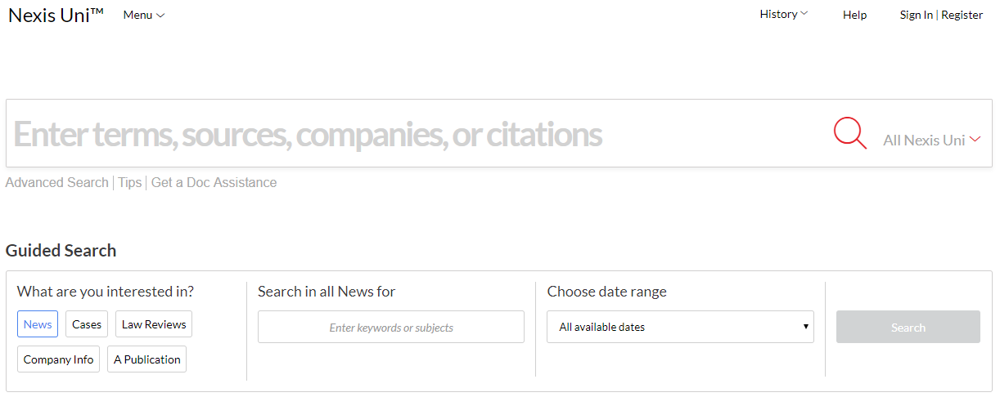 Nexis Uni™ Menu History Help Sign In | Register
Enter terms, sources, companies, or citations All Nexis Uni
Advanced Search | Tips | Get a Doc Assistance
Guided Search
What are you interested in? Search in all News for Choose date range
News Cases Law Reviews Enter keywords or subjects All available dates Search
Company Info A Publication